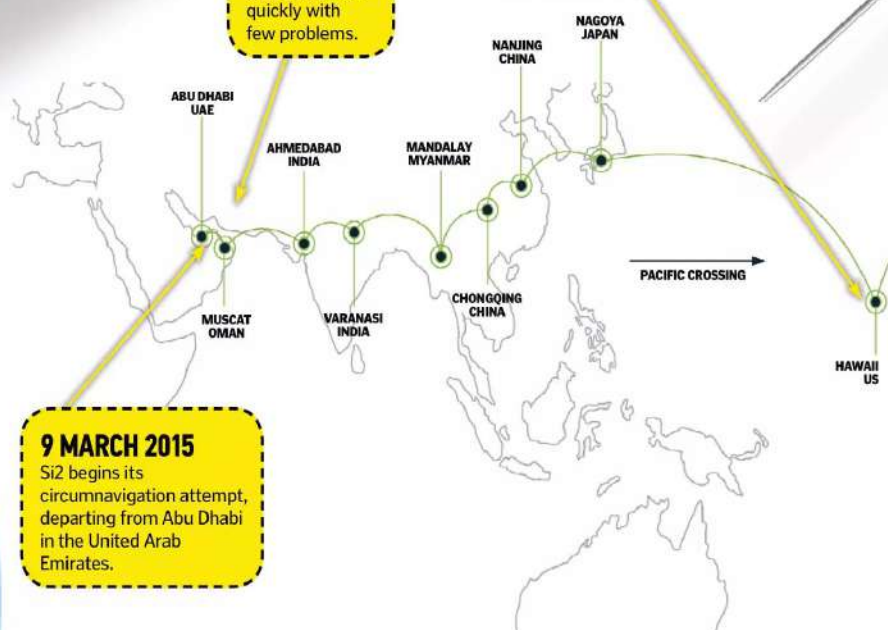 quickly with
few problems.
NAGOYA
JAPAN
NANJING
CHINA
ABU DHABI
UAE
AHMEDABAD
INDIA
MANDALAY
MYANMAR
PACIFIC CROSSING
CHONGQING
CHINA
MUSCAT
OMAN
VARANASI
INDIA
HAWAII
US
9 MARCH 2015
Si2 begins its
circumnavigation attempt,
departing from Abu Dhabi
in the United Arab
Emirates.